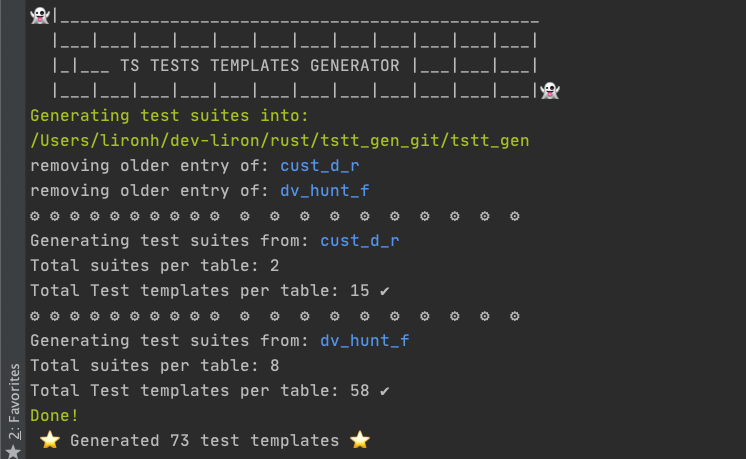 👻|________________________________________________
  |___|___|___|___|___|___|___|___|___|___|___|___|
  |_|___ TS TESTS TEMPLATES GENERATOR |___|___|___|
  |___|___|___|___|___|___|___|___|___|___|___|___|👻
Generating test suites into:
/Users/lironh/dev-liron/rust/tstt_gen_git/tstt_gen
removing older entry of: cust_d_r
removing older entry of: dv_hunt_f
⚙ ⚙ ⚙ ⚙ ⚙ ⚙ ⚙ ⚙ ⚙ ⚙  ⚙  ⚙  ⚙  ⚙  ⚙  ⚙  ⚙  ⚙  ⚙  ⚙
Generating test suites from: cust_d_r
Total suites per table: 2
Total Test templates per table: 15 ✔
⚙ ⚙ ⚙ ⚙ ⚙ ⚙ ⚙ ⚙ ⚙ ⚙  ⚙  ⚙  ⚙  ⚙  ⚙  ⚙  ⚙  ⚙  ⚙  ⚙
Generating test suites from: dv_hunt_f
Total suites per table: 8
Total Test templates per table: 58 ✔
Done!
 ⭐ Generated 73 test templates ⭐
★ 2: Favorites